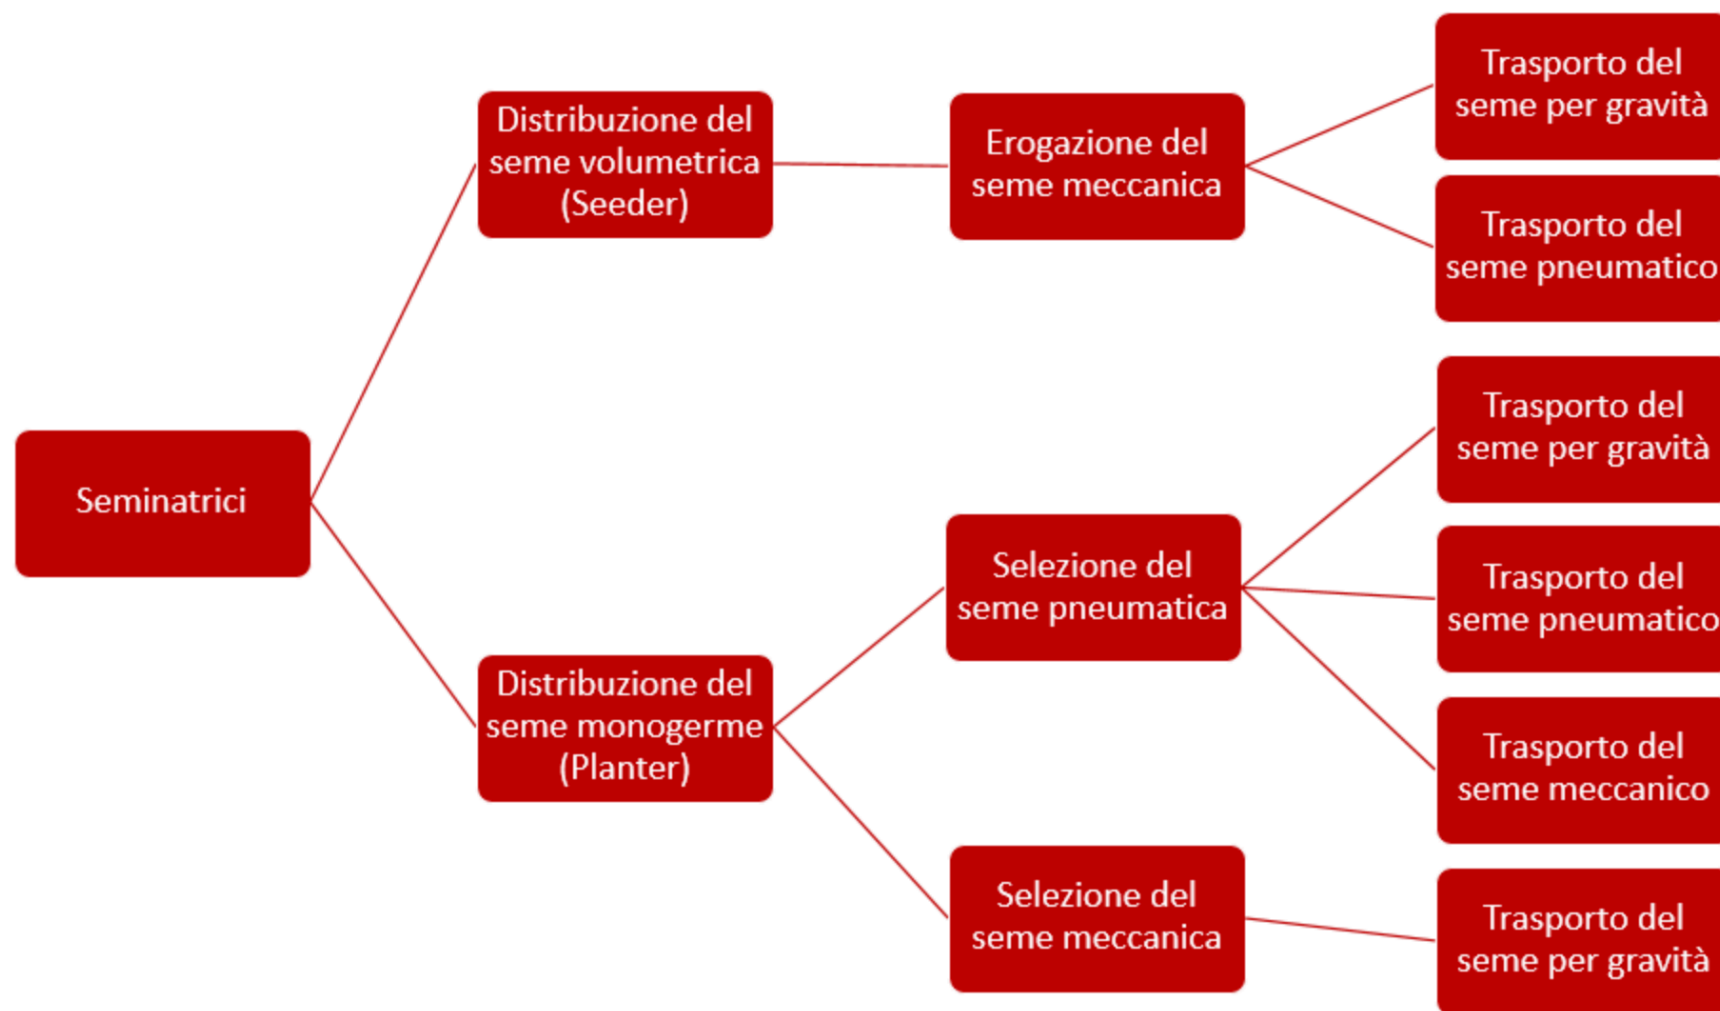 Seminatrici
Distribuzione del
seme volumetrica
(Seeder)
Erogazione del
seme meccanica
Trasporto del
seme per gravità
Trasporto del
seme pneumatico
Distribuzione del
seme monogerme
(Planter)
Selezione del
seme pneumatica
Trasporto del
seme per gravità
Trasporto del
seme pneumatico
Trasporto del
seme meccanico
Selezione del
seme meccanica
Trasporto del
seme per gravità